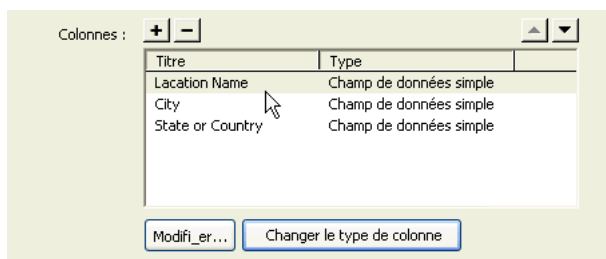 Colonnes :
Titre Type
Lacation Name Champ de données simple
City Champ de données simple
State or Country Champ de données simple
Modifi_er... Changer le type de colonne